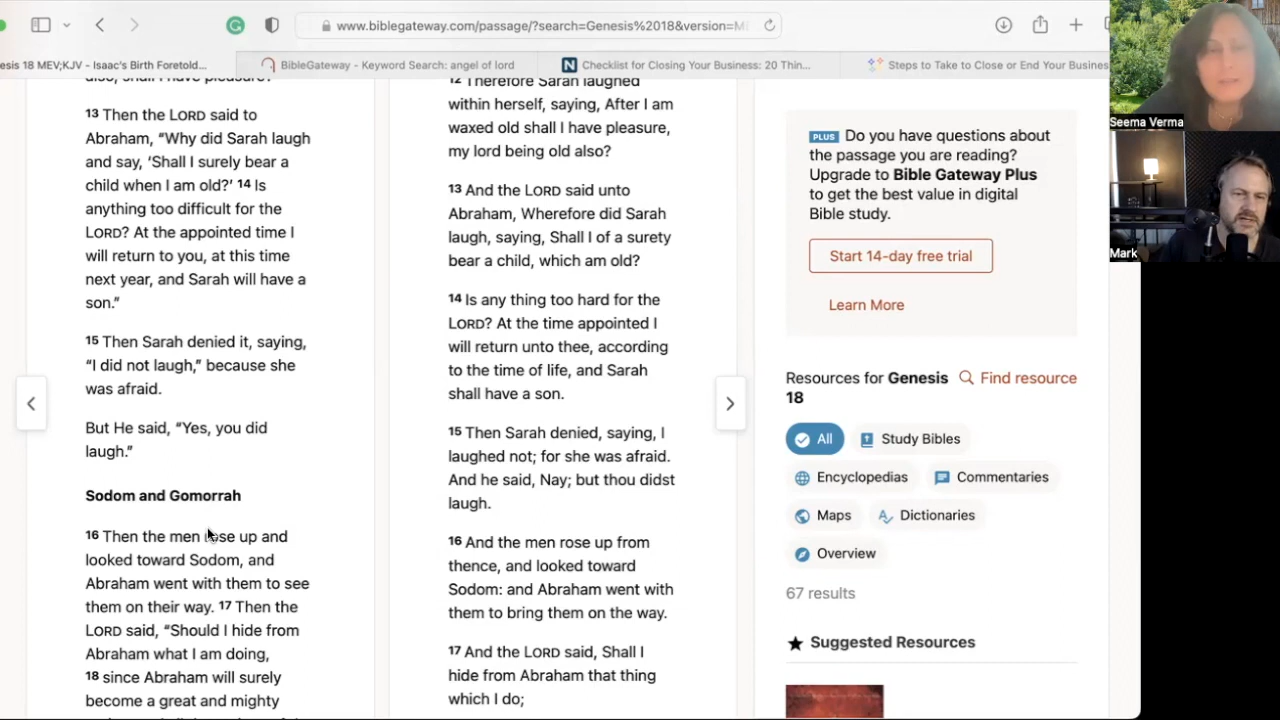 www.biblegateway.com/passage/?search=Genesis%2018&version=M
esis 18 MEV;KJV - Isaac's Birth Foretold...
BibleGateway - Keyword Search: angel of lord
Checklist for Closing Your Business: 20 Thin...
Steps to Take to Close or End Your Business
also, shall I have pleasure?"
13 Then the LORD said to
Abraham, “Why did Sarah laugh
and say, ‘Shall I surely bear a
child when I am old?’ 14 Is
anything too difficult for the
LORD? At the appointed time I
will return to you, at this time
next year, and Sarah will have a
son.”
15 Then Sarah denied it, saying,
“I did not laugh,” because she
was afraid.
But He said, “Yes, you did
laugh.”
Sodom and Gomorrah
16 Then the men rose up and
looked toward Sodom, and
Abraham went with them to see
them on their way. 17 Then the
LORD said, “Should I hide from
Abraham what I am doing,
18 since Abraham will surely
become a great and mighty
12 Therefore Sarah laughed
within herself, saying, After I am
waxed old shall I have pleasure,
my lord being old also?
13 And the LORD said unto
Abraham, Wherefore did Sarah
laugh, saying, Shall I of a surety
bear a child, which am old?
14 Is any thing too hard for the
LORD? At the time appointed I
will return unto thee, according
to the time of life, and Sarah
shall have a son.
15 Then Sarah denied, saying, I
laughed not; for she was afraid.
And he said, Nay; but thou didst
laugh.
16 And the men rose up from
thence, and looked toward
Sodom: and Abraham went with
them to bring them on the way.
17 And the LORD said, Shall I
hide from Abraham that thing
which I do;
PLUS Do you have questions about
the passage you are reading?
Upgrade to Bible Gateway Plus
to get the best value in digital
Bible study.
Start 14-day free trial
Learn More
Resources for Genesis
18
Find resource
All
Study Bibles
Encyclopedias
Commentaries
Maps
Dictionaries
Overview
67 results
Suggested Resources
Seema Verma
Mark